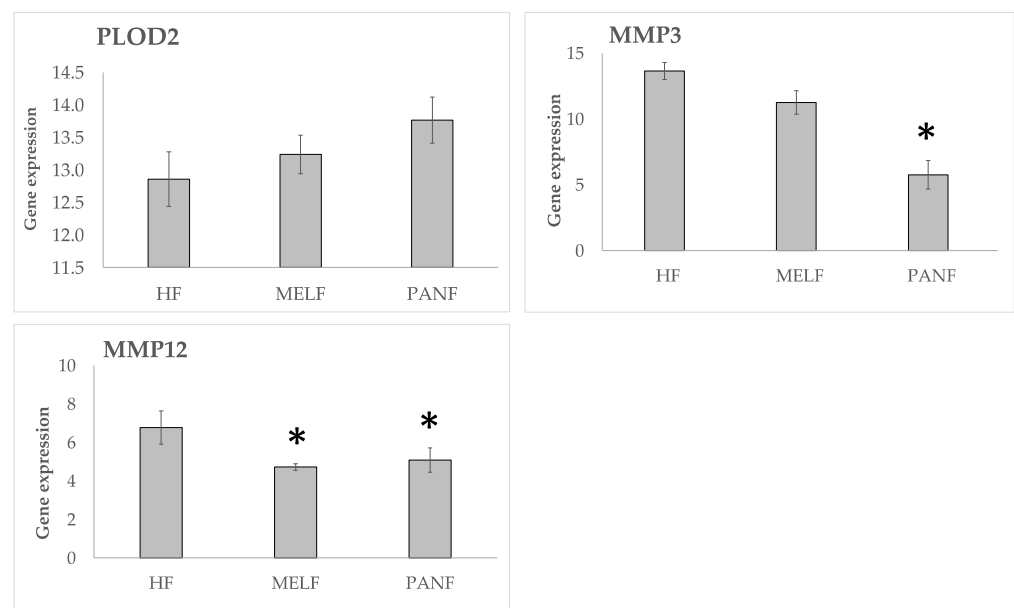 PLOD2
14.5
14.0
13.5
13.0
12.5
12.0
11.5
Gene expression
HF MELF PANF
MMP3
15
10
5
0
Gene expression
*
HF MELF PANF
MMP12
10
8
6
4
2
0
Gene expression
* *
HF MELF PANF